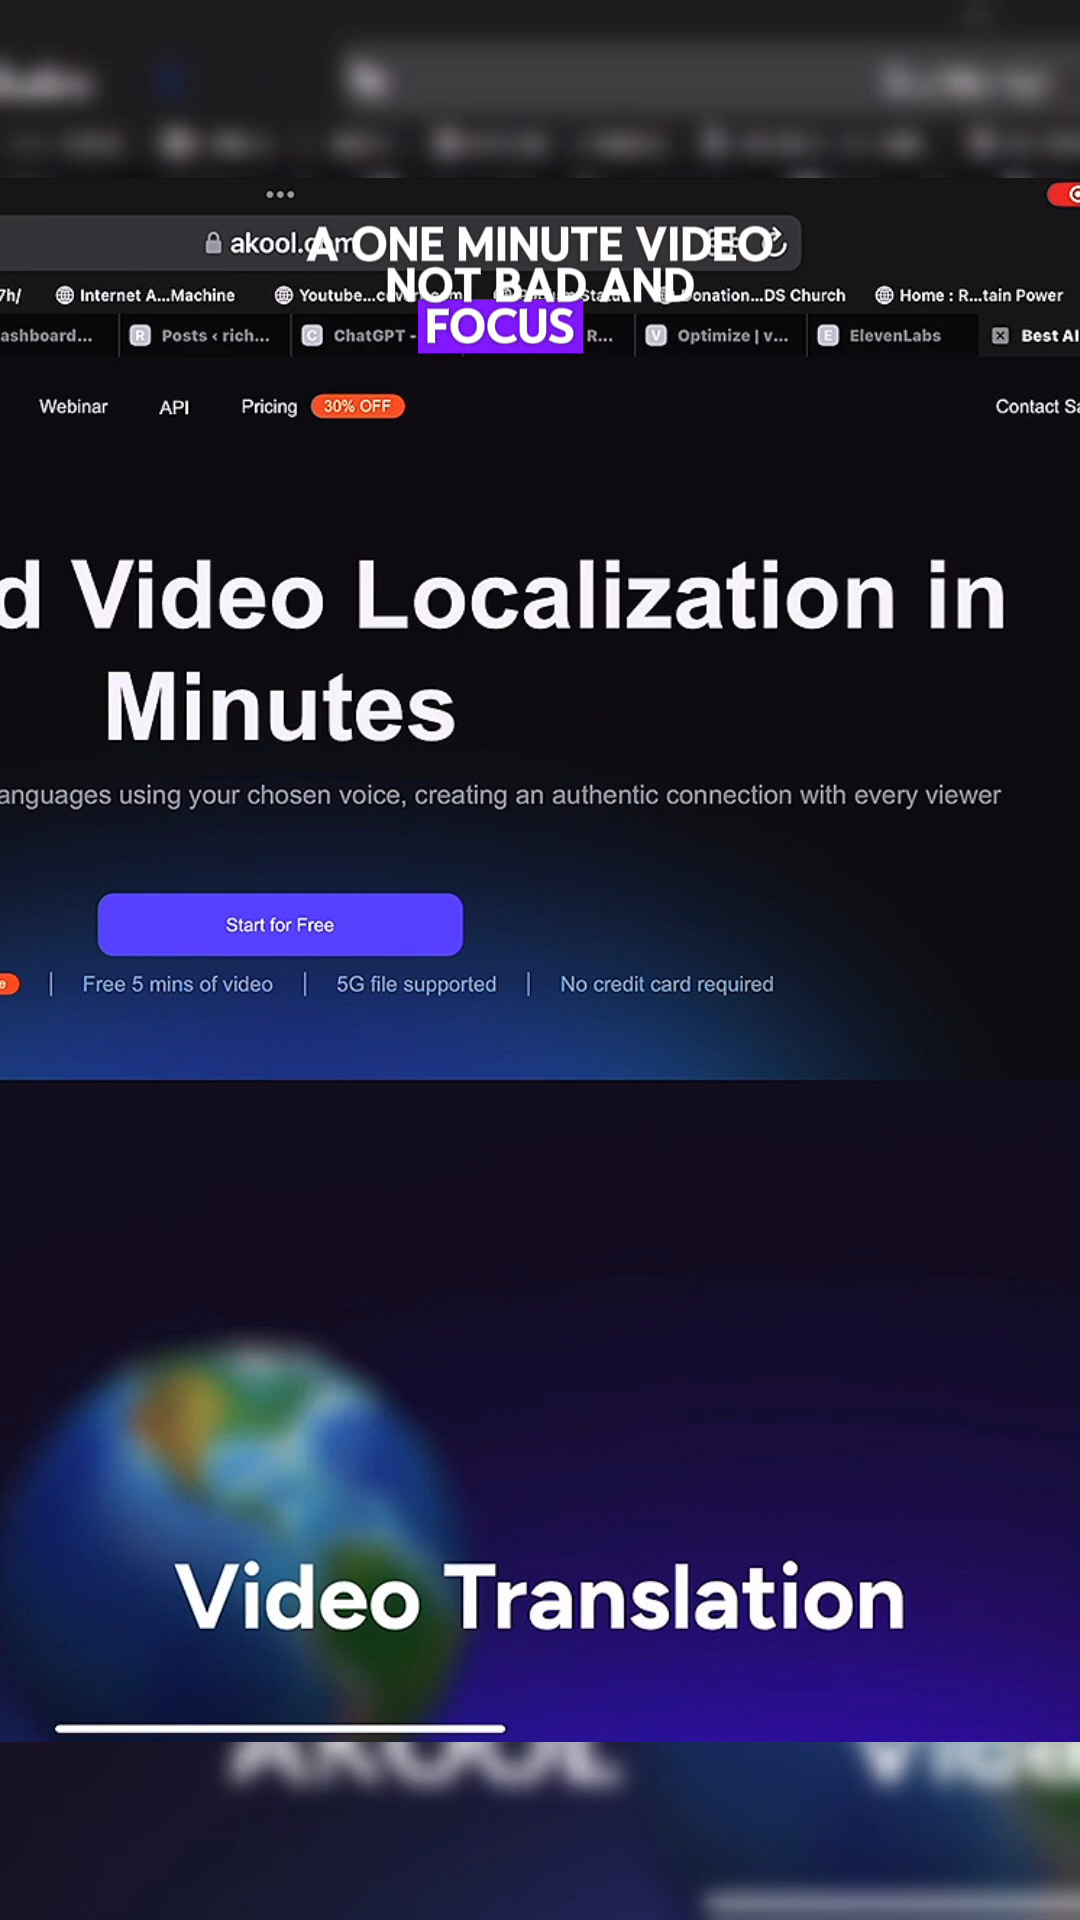 akool.com
A ONE MINUTE VIDEO
NOT BAD AND
FOCUS
7h/ Internet A...Machine Youtube...c Donation...DS Church Home : R...tain Power
ashboard... R Posts ‹ rich... C ChatGPT - R... V Optimize | v... E ElevenLabs Best AI
Webinar API Pricing 30% OFF Contact Sa
d Video Localization in
Minutes
anguages using your chosen voice, creating an authentic connection with every viewer
Start for Free
e | Free 5 mins of video | 5G file supported | No credit card required
Video Translation
AKOOL